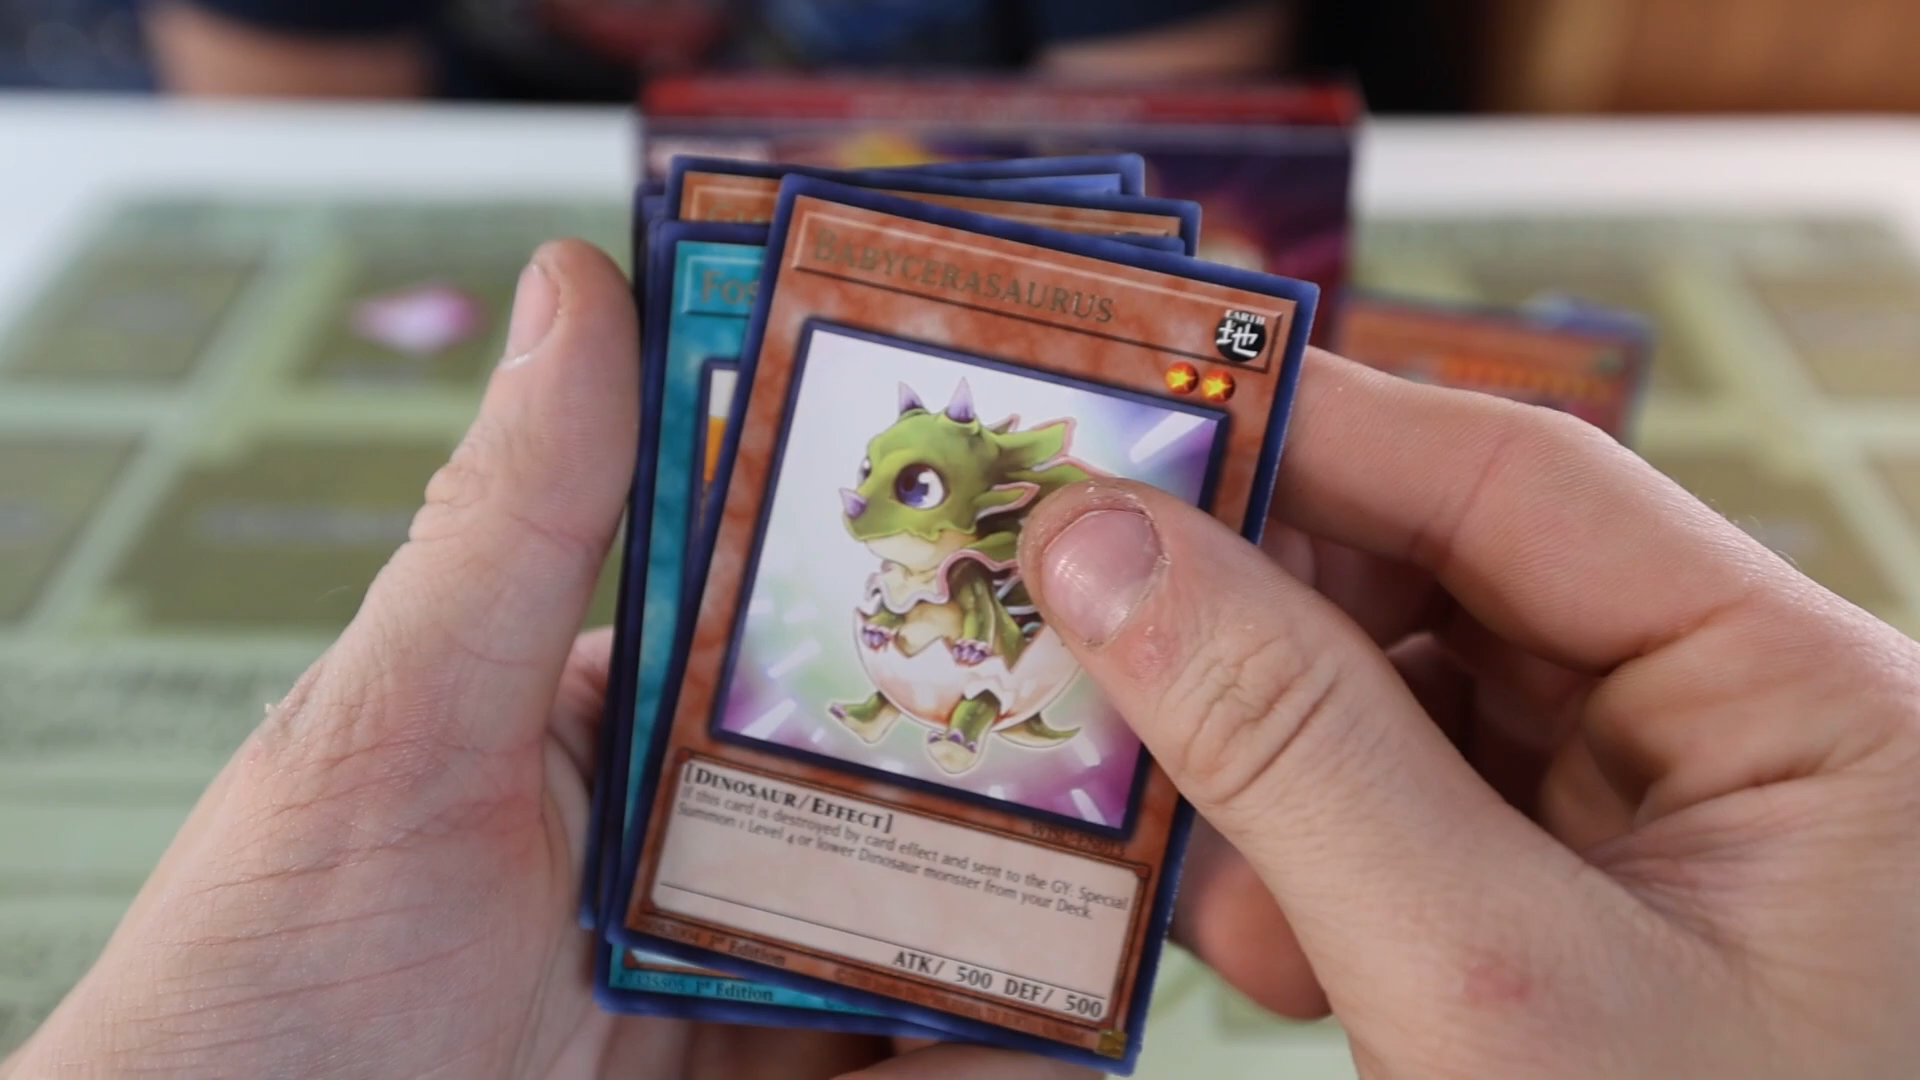 BABYCERASAURUS
EARTH
地
FOS
[DINOSAUR/EFFECT]
If this card is destroyed by card effect and sent to the GY: Special
Summon 1 Level 4 or lower Dinosaur monster from your Deck.
ATK/ 500 DEF/ 500
1st Edition
1st Edition